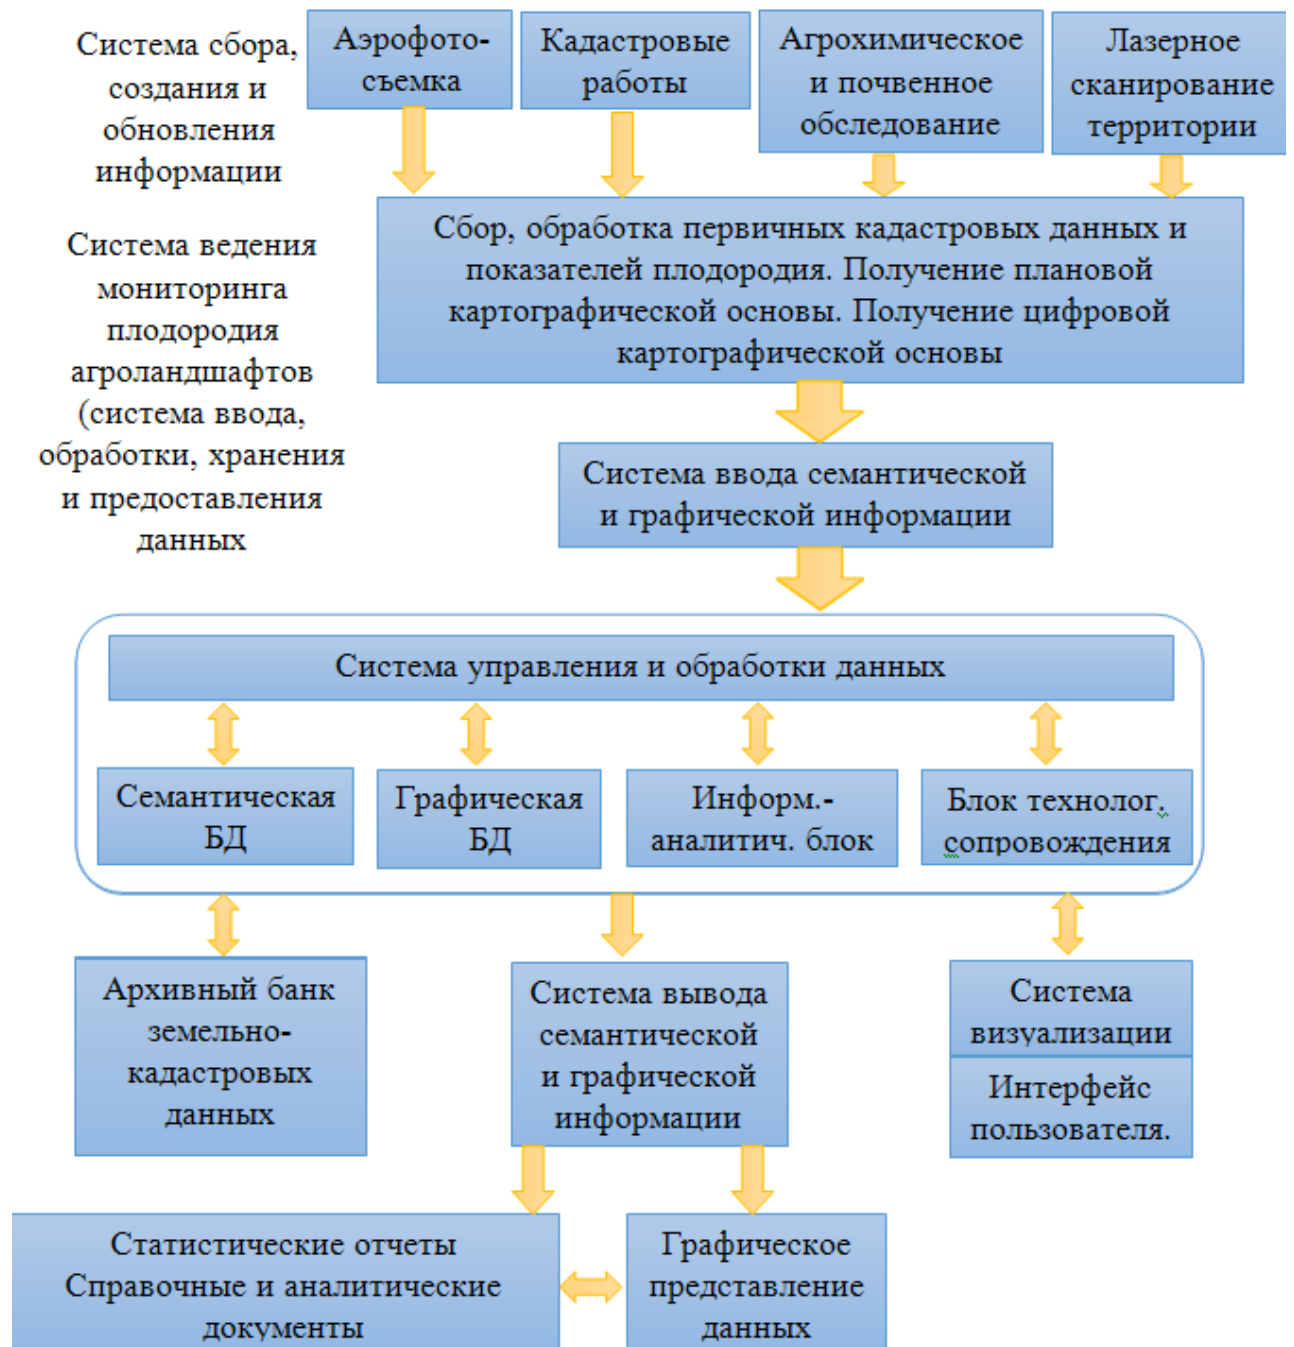 Система сбора,
создания и
обновления
информации
Аэрофото-
съемка
Кадастровые
работы
Агрохимическое
и почвенное
обследование
Лазерное
сканирование
территории
Система ведения
мониторинга
плодородия
агроландшафтов
(система ввода,
обработки, хранения
и предоставления
данных
Сбор, обработка первичных кадастровых данных и
показателей плодородия. Получение плановой
картографической основы. Получение цифровой
картографической основы
Система ввода семантической
и графической информации
Система управления и обработки данных
Семантическая
БД
Графическая
БД
Информ.-
аналитич. блок
Блок технолог.
сопровождения
Архивный банк
земельно-
кадастровых
данных
Система вывода
семантической
и графической
информации
Система
визуализации
Интерфейс
пользователя.
Статистические отчеты
Справочные и аналитические
документы
Графическое
представление
данных